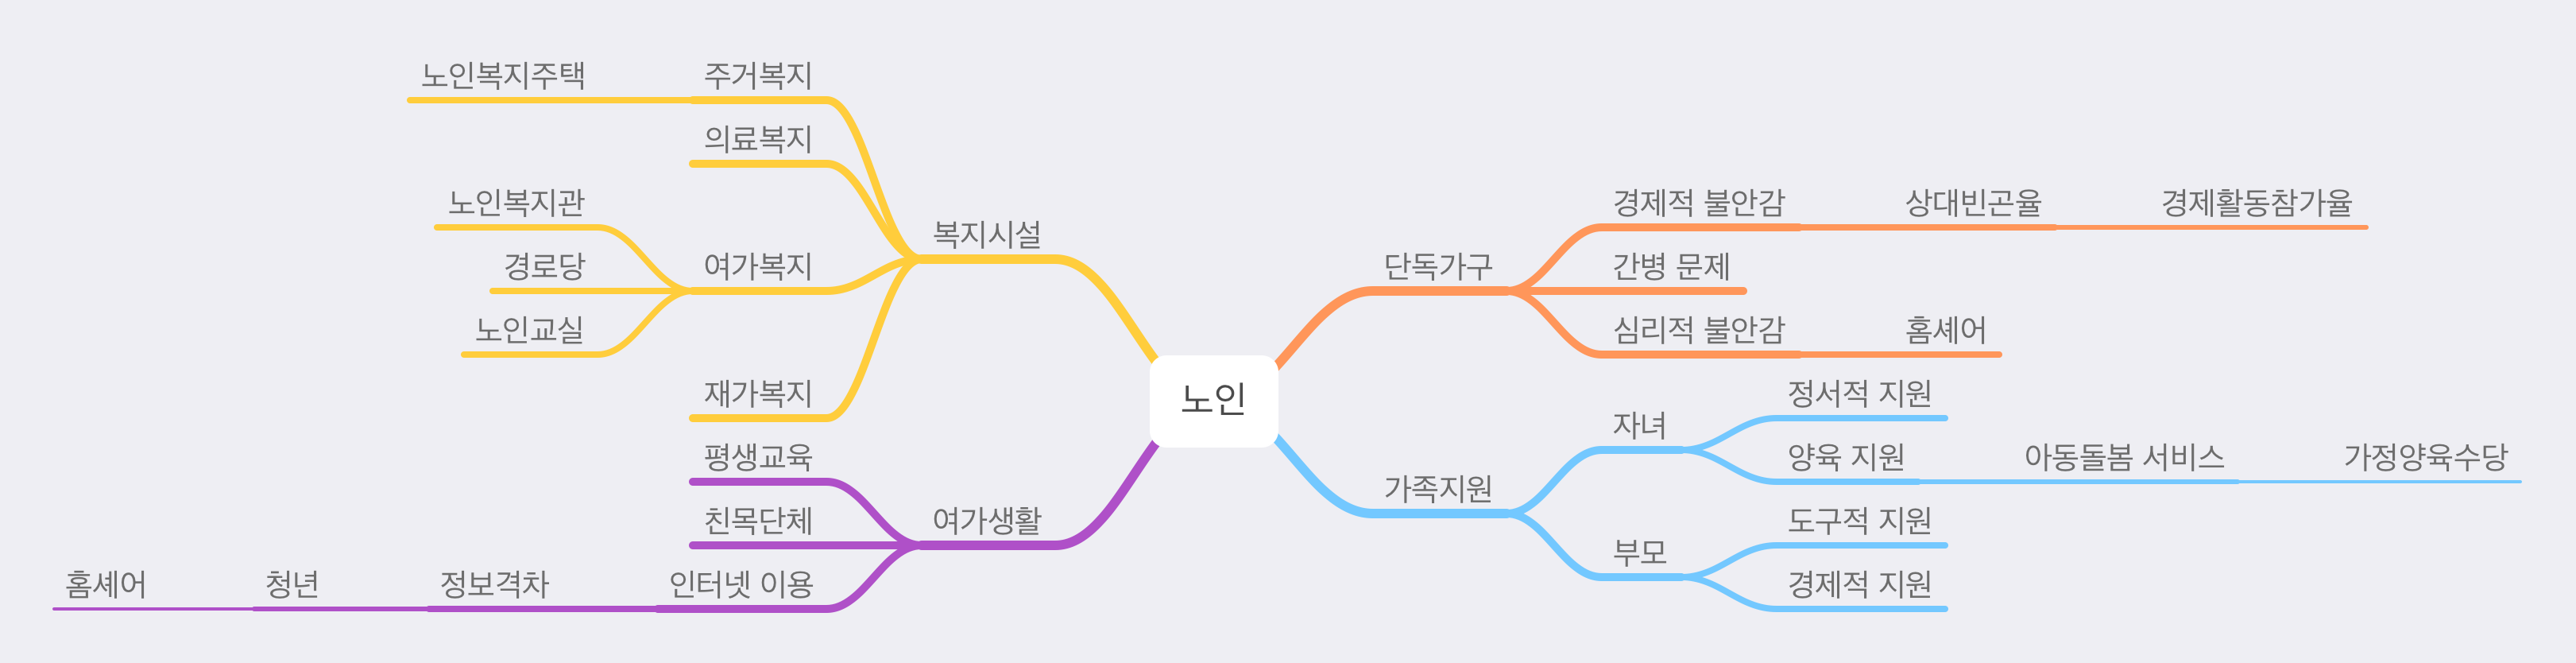 노인
복지시설
주거복지
노인복지주택
의료복지
여가복지
노인복지관
경로당
노인교실
재가복지
여가생활
평생교육
친목단체
인터넷 이용
정보격차
청년
홈셰어
단독가구
경제적 불안감
상대빈곤율
경제활동참가율
간병 문제
심리적 불안감
홈셰어
가족지원
자녀
정서적 지원
양육 지원
아동돌봄 서비스
가정양육수당
부모
도구적 지원
경제적 지원